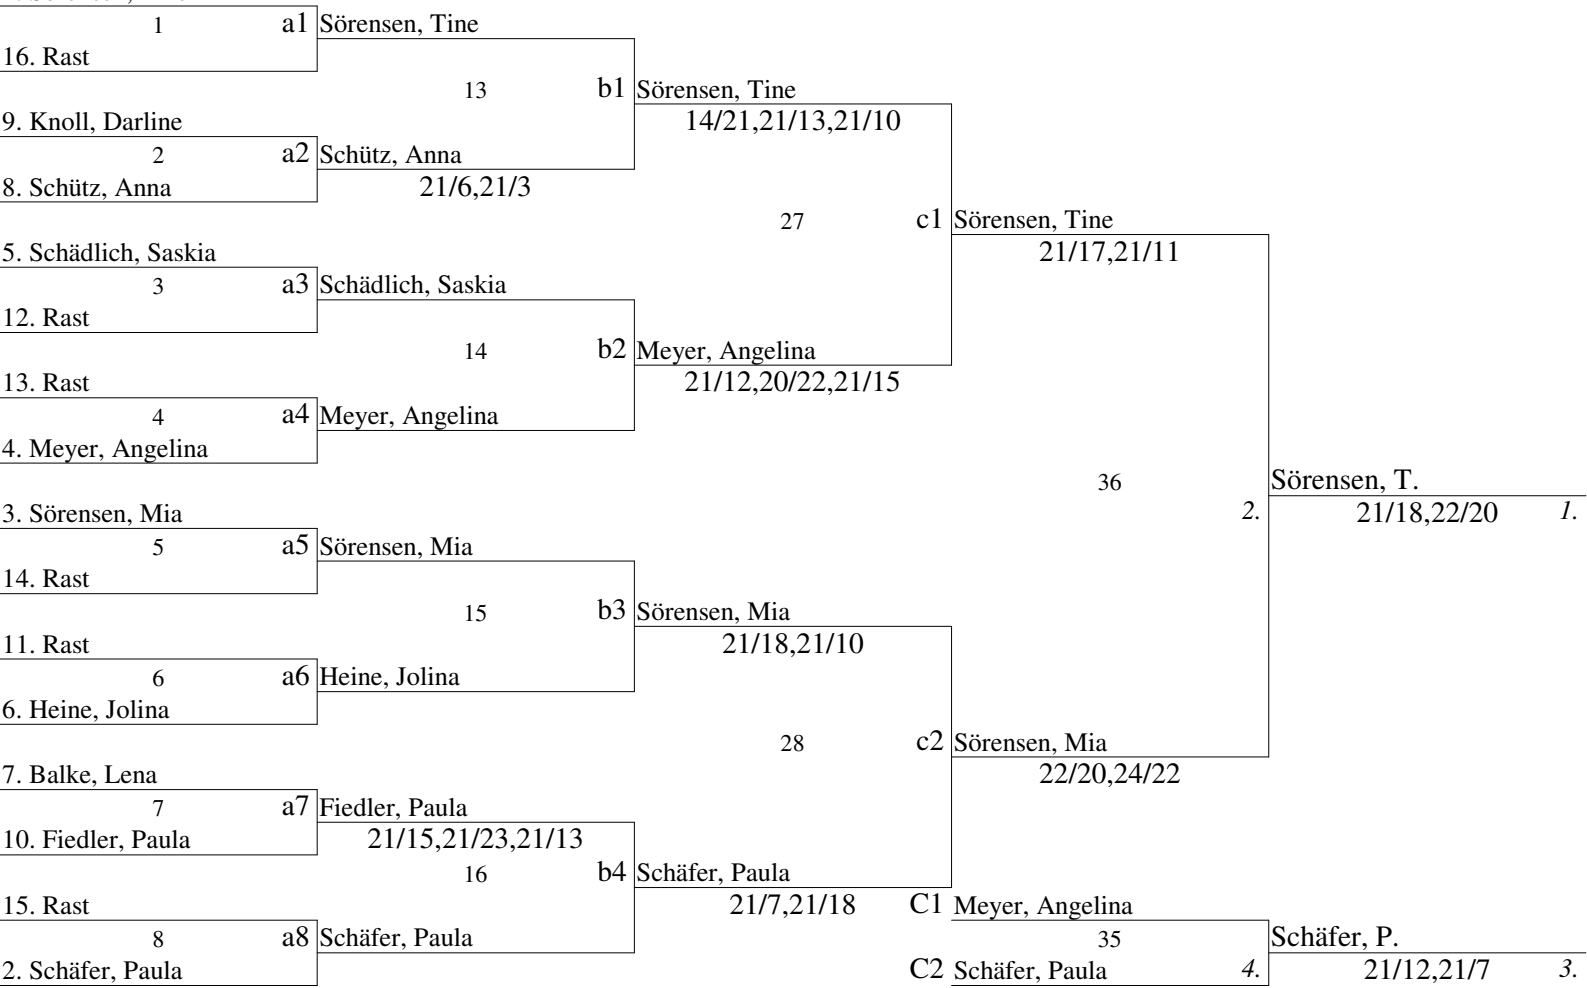 1 a1 Sörensen, Tine
16. Rast
13 b1 Sörensen, Tine
9. Knoll, Darline 14/21,21/13,21/10
2 a2 Schütz, Anna
8. Schütz, Anna 21/6,21/3
27 c1 Sörensen, Tine
5. Schädlich, Saskia 21/17,21/11
3 a3 Schädlich, Saskia
12. Rast
14 b2 Meyer, Angelina
13. Rast 21/12,20/22,21/15
4 a4 Meyer, Angelina
4. Meyer, Angelina
36 Sörensen, T.
3. Sörensen, Mia 2. 21/18,22/20 1.
5 a5 Sörensen, Mia
14. Rast
15 b3 Sörensen, Mia
11. Rast 21/18,21/10
6 a6 Heine, Jolina
6. Heine, Jolina
28 c2 Sörensen, Mia
7. Balke, Lena 22/20,24/22
7 a7 Fiedler, Paula
10. Fiedler, Paula 21/15,21/23,21/13
16 b4 Schäfer, Paula
15. Rast 21/7,21/18 C1 Meyer, Angelina
8 a8 Schäfer, Paula 35 Schäfer, P.
2. Schäfer, Paula C2 Schäfer, Paula 4. 21/12,21/7 3.